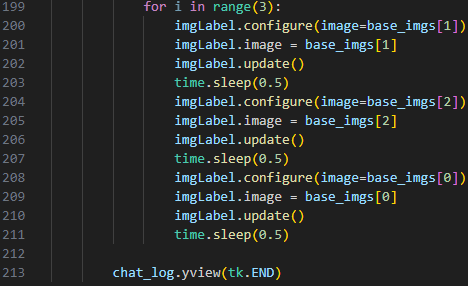 199 for i in range(3):
200 imgLabel.configure(image=base_imgs[1])
201 imgLabel.image = base_imgs[1]
202 imgLabel.update()
203 time.sleep(0.5)
204 imgLabel.configure(image=base_imgs[2])
205 imgLabel.image = base_imgs[2]
206 imgLabel.update()
207 time.sleep(0.5)
208 imgLabel.configure(image=base_imgs[0])
209 imgLabel.image = base_imgs[0]
210 imgLabel.update()
211 time.sleep(0.5)
212
213 chat_log.yview(tk.END)